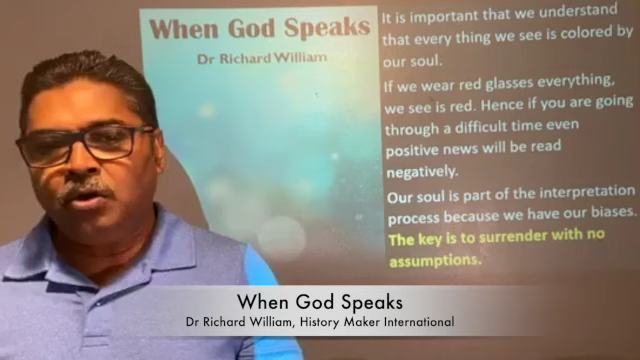 When God Speaks
Dr Richard William
It is important that we understand
that every thing we see is colored by
our soul.
If we wear red glasses everything,
we see is red. Hence if you are going
through a difficult time even
positive news will be read
negatively.
Our soul is part of the interpretation
process because we have our biases.
The key is to surrender with no
assumptions.
When God Speaks
Dr Richard William, History Maker International